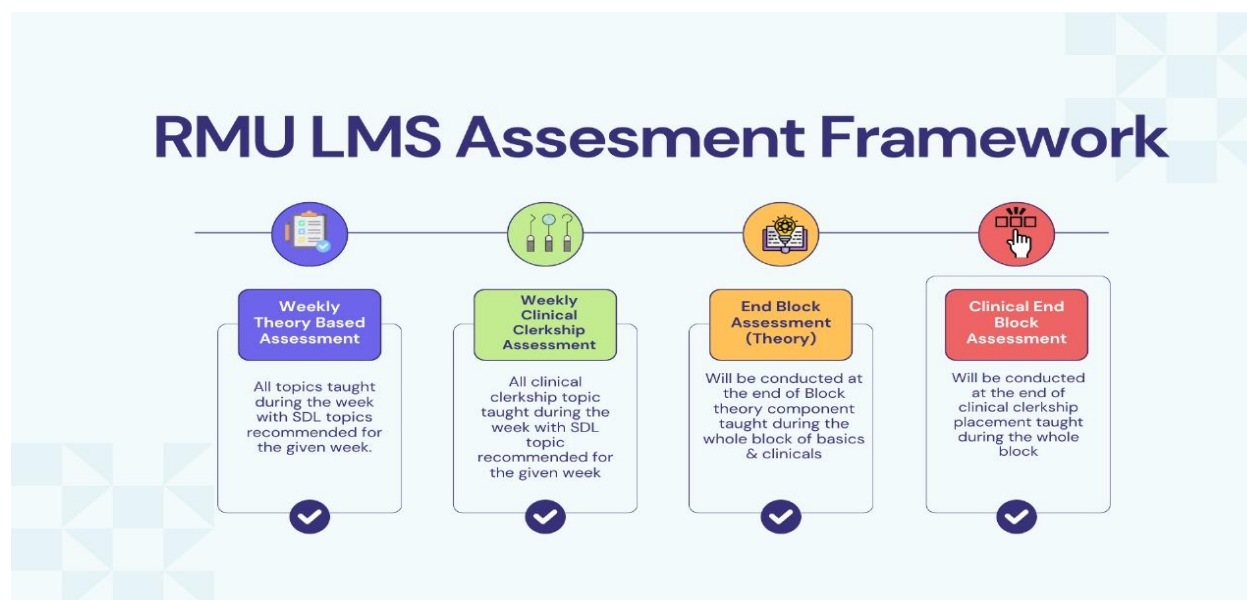 RMU LMS Assesment Framework
Weekly
Theory Based
Assessment
All topics taught
during the week
with SDL topics
recommended for
the given week.
Weekly
Clinical
Clerkship
Assessment
All clinical
clerkship topic
taught during the
week with SDL
topic
recommended for
the given week
End Block
Assessment
(Theory)
Will be conducted at
the end of Block
theory component
taught during the
whole block of basics
& clinicals
Clinical End
Block
Assessment
Will be conducted
at the end of
clinical clerkship
placement taught
during the whole
block